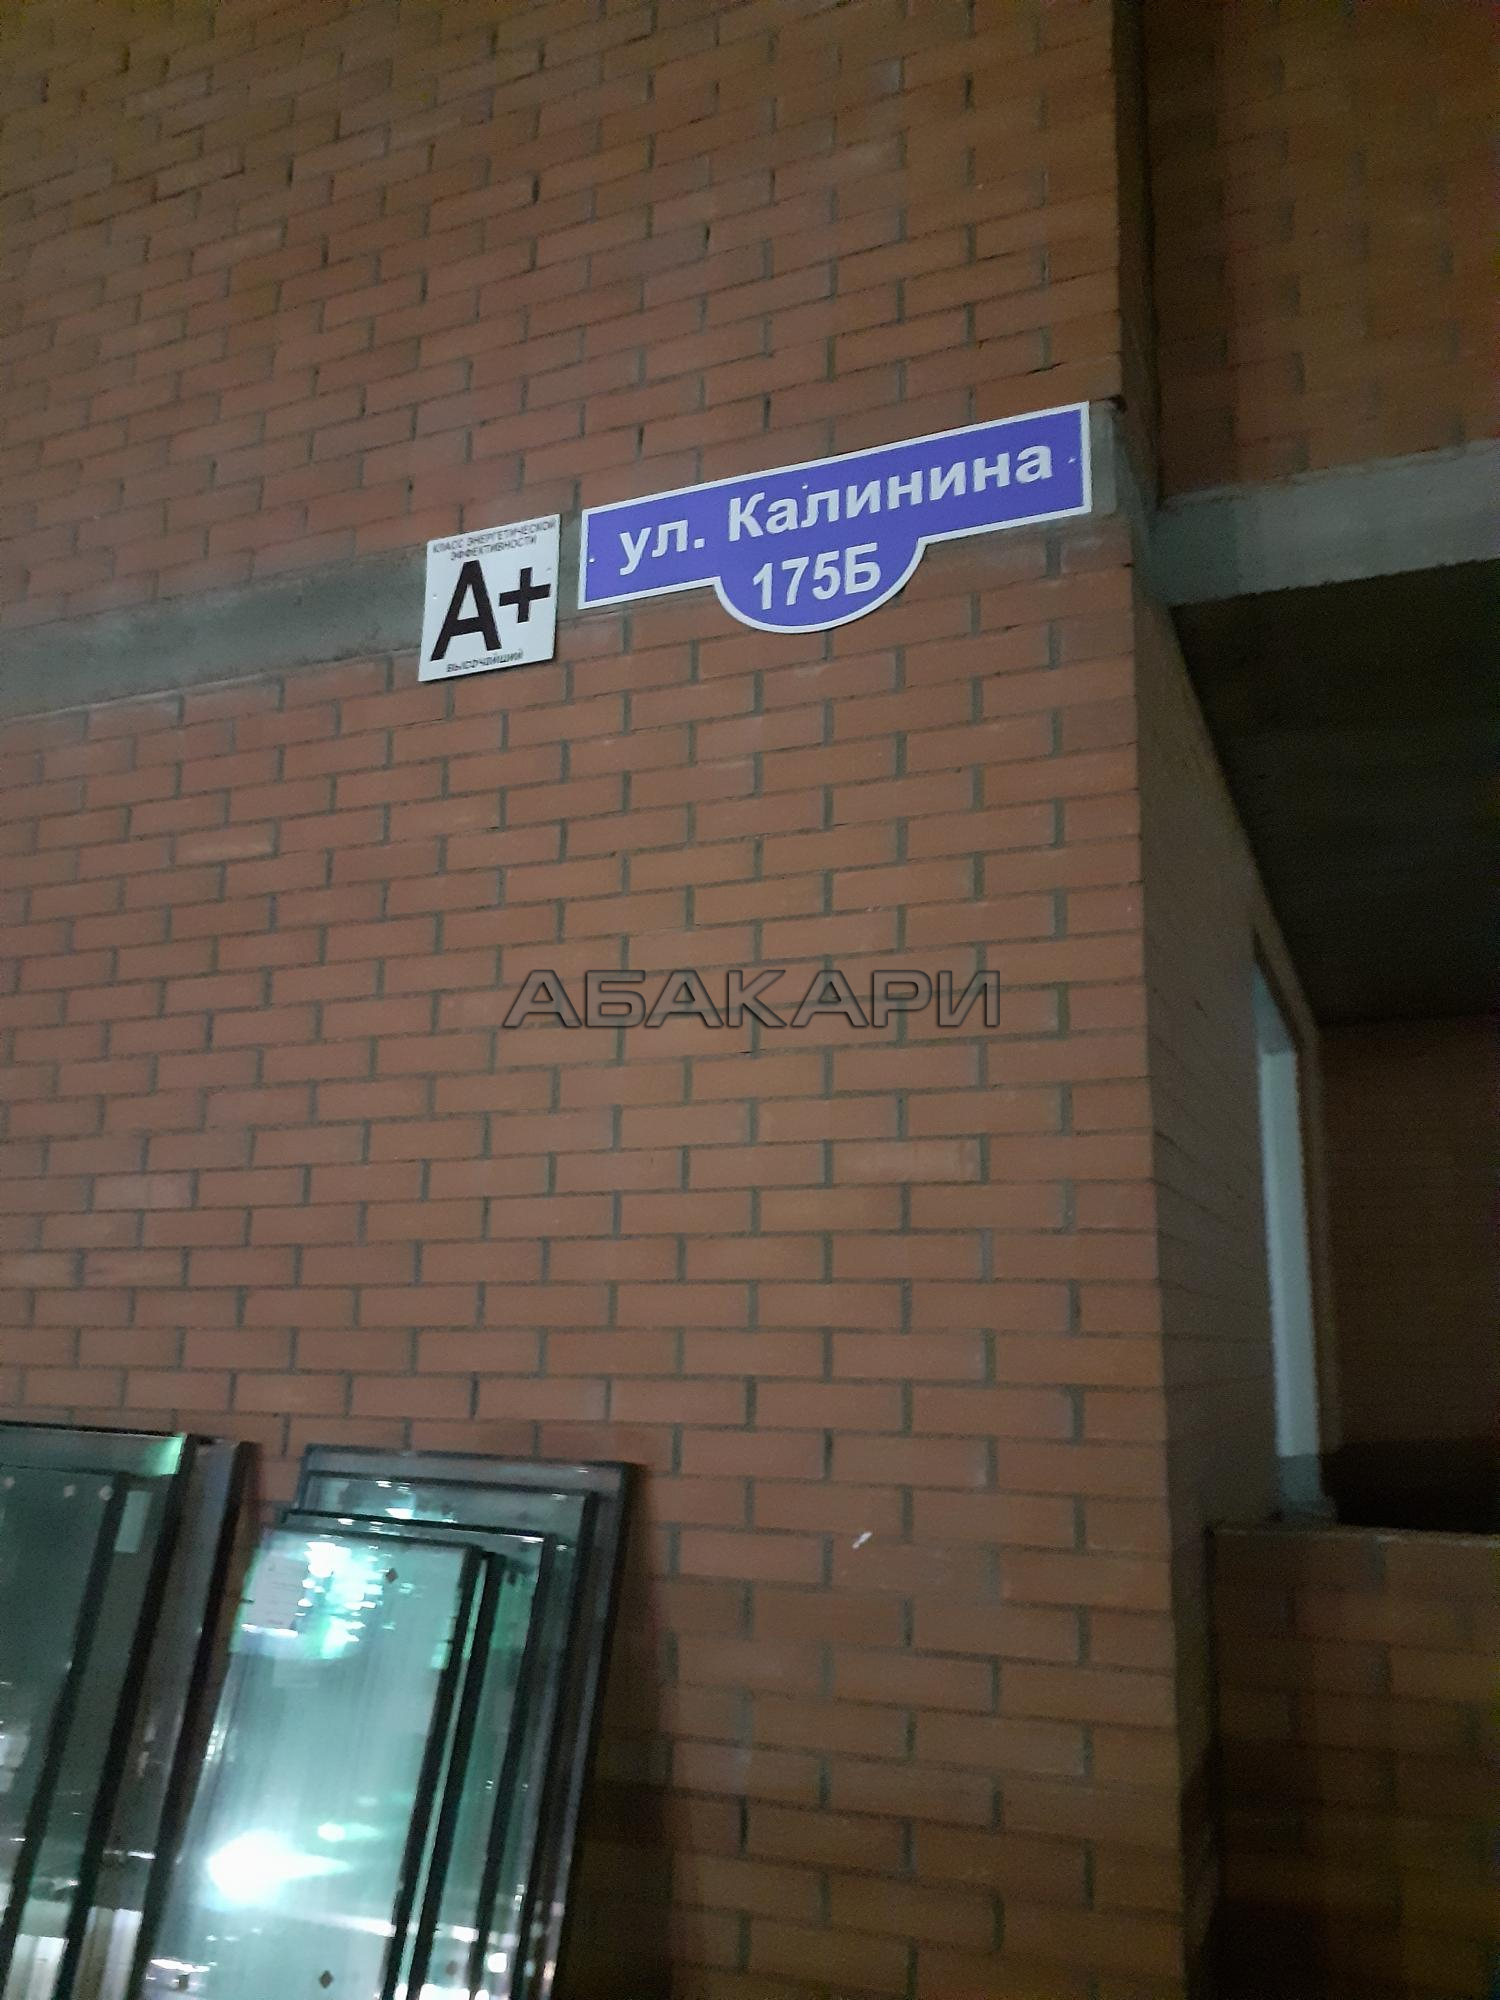 КЛАСС ЭНЕРГЕТИЧЕСКОЙ
ЭФФЕКТИВНОСТИ
A+
ВЫСОЧАЙШИЙ
ул. Калинина
175Б
АБАКАРИ